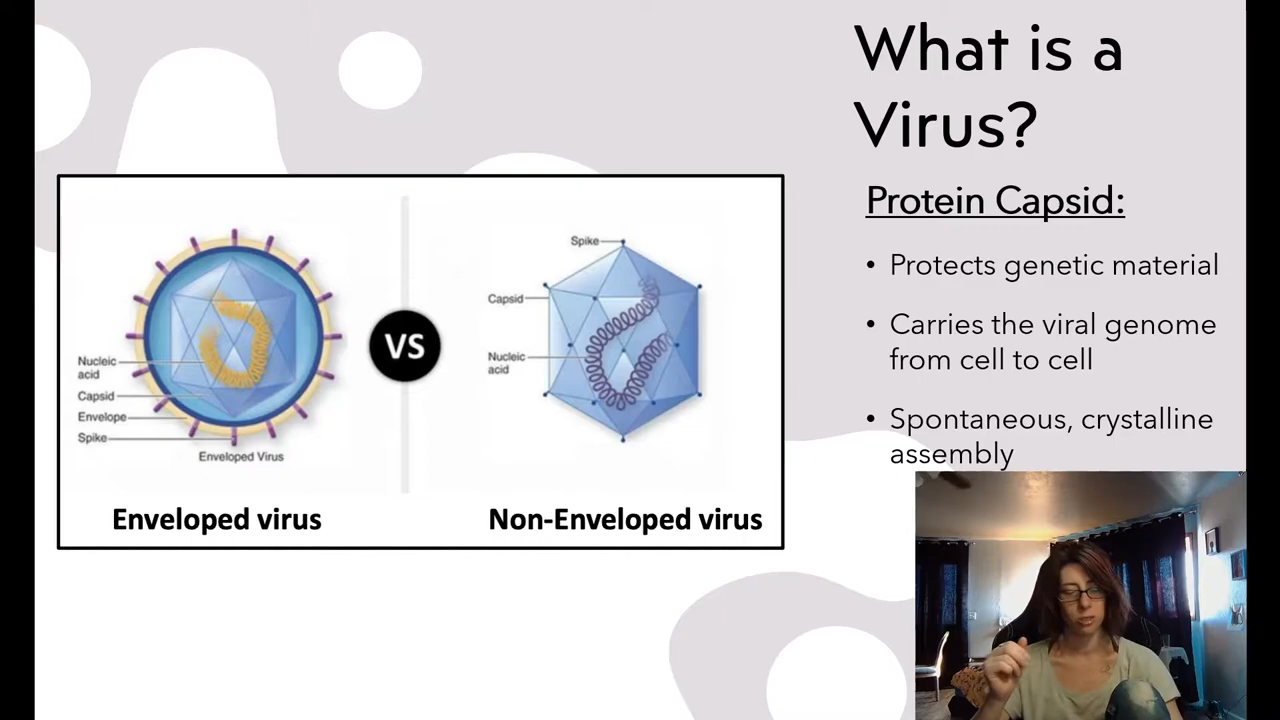 What is a
Virus?
Protein Capsid:
• Protects genetic material
• Carries the viral genome
from cell to cell
• Spontaneous, crystalline
assembly
Nucleic
acid
Capsid
Envelope
Spike
Enveloped Virus
Enveloped virus
VS
Spike
Capsid
Nucleic
acid
Non-Enveloped virus